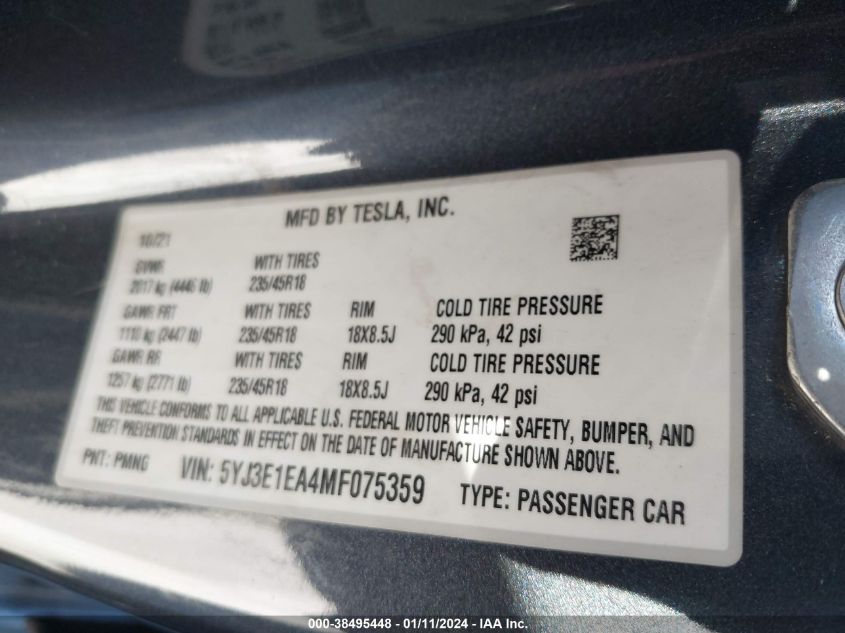 MFD BY TESLA, INC.
10/21
GVWR WITH TIRES
2017 kg (4446 lb) 235/45R18
GAWR FRT WITH TIRES RIM COLD TIRE PRESSURE
1110 kg (2447 lb) 235/45R18 18X8.5J 290 kPa, 42 psi
GAWR RR WITH TIRES RIM COLD TIRE PRESSURE
1257 kg (2771 lb) 235/45R18 18X8.5J 290 kPa, 42 psi
THIS VEHICLE CONFORMS TO ALL APPLICABLE U.S. FEDERAL MOTOR VEHICLE SAFETY, BUMPER, AND
THEFT PREVENTION STANDARDS IN EFFECT ON THE DATE OF MANUFACTURE SHOWN ABOVE.
PNT: PMNG VIN: 5YJ3E1EA4MF075359 TYPE: PASSENGER CAR
000-38495448 - 01/11/2024 - IAA Inc.